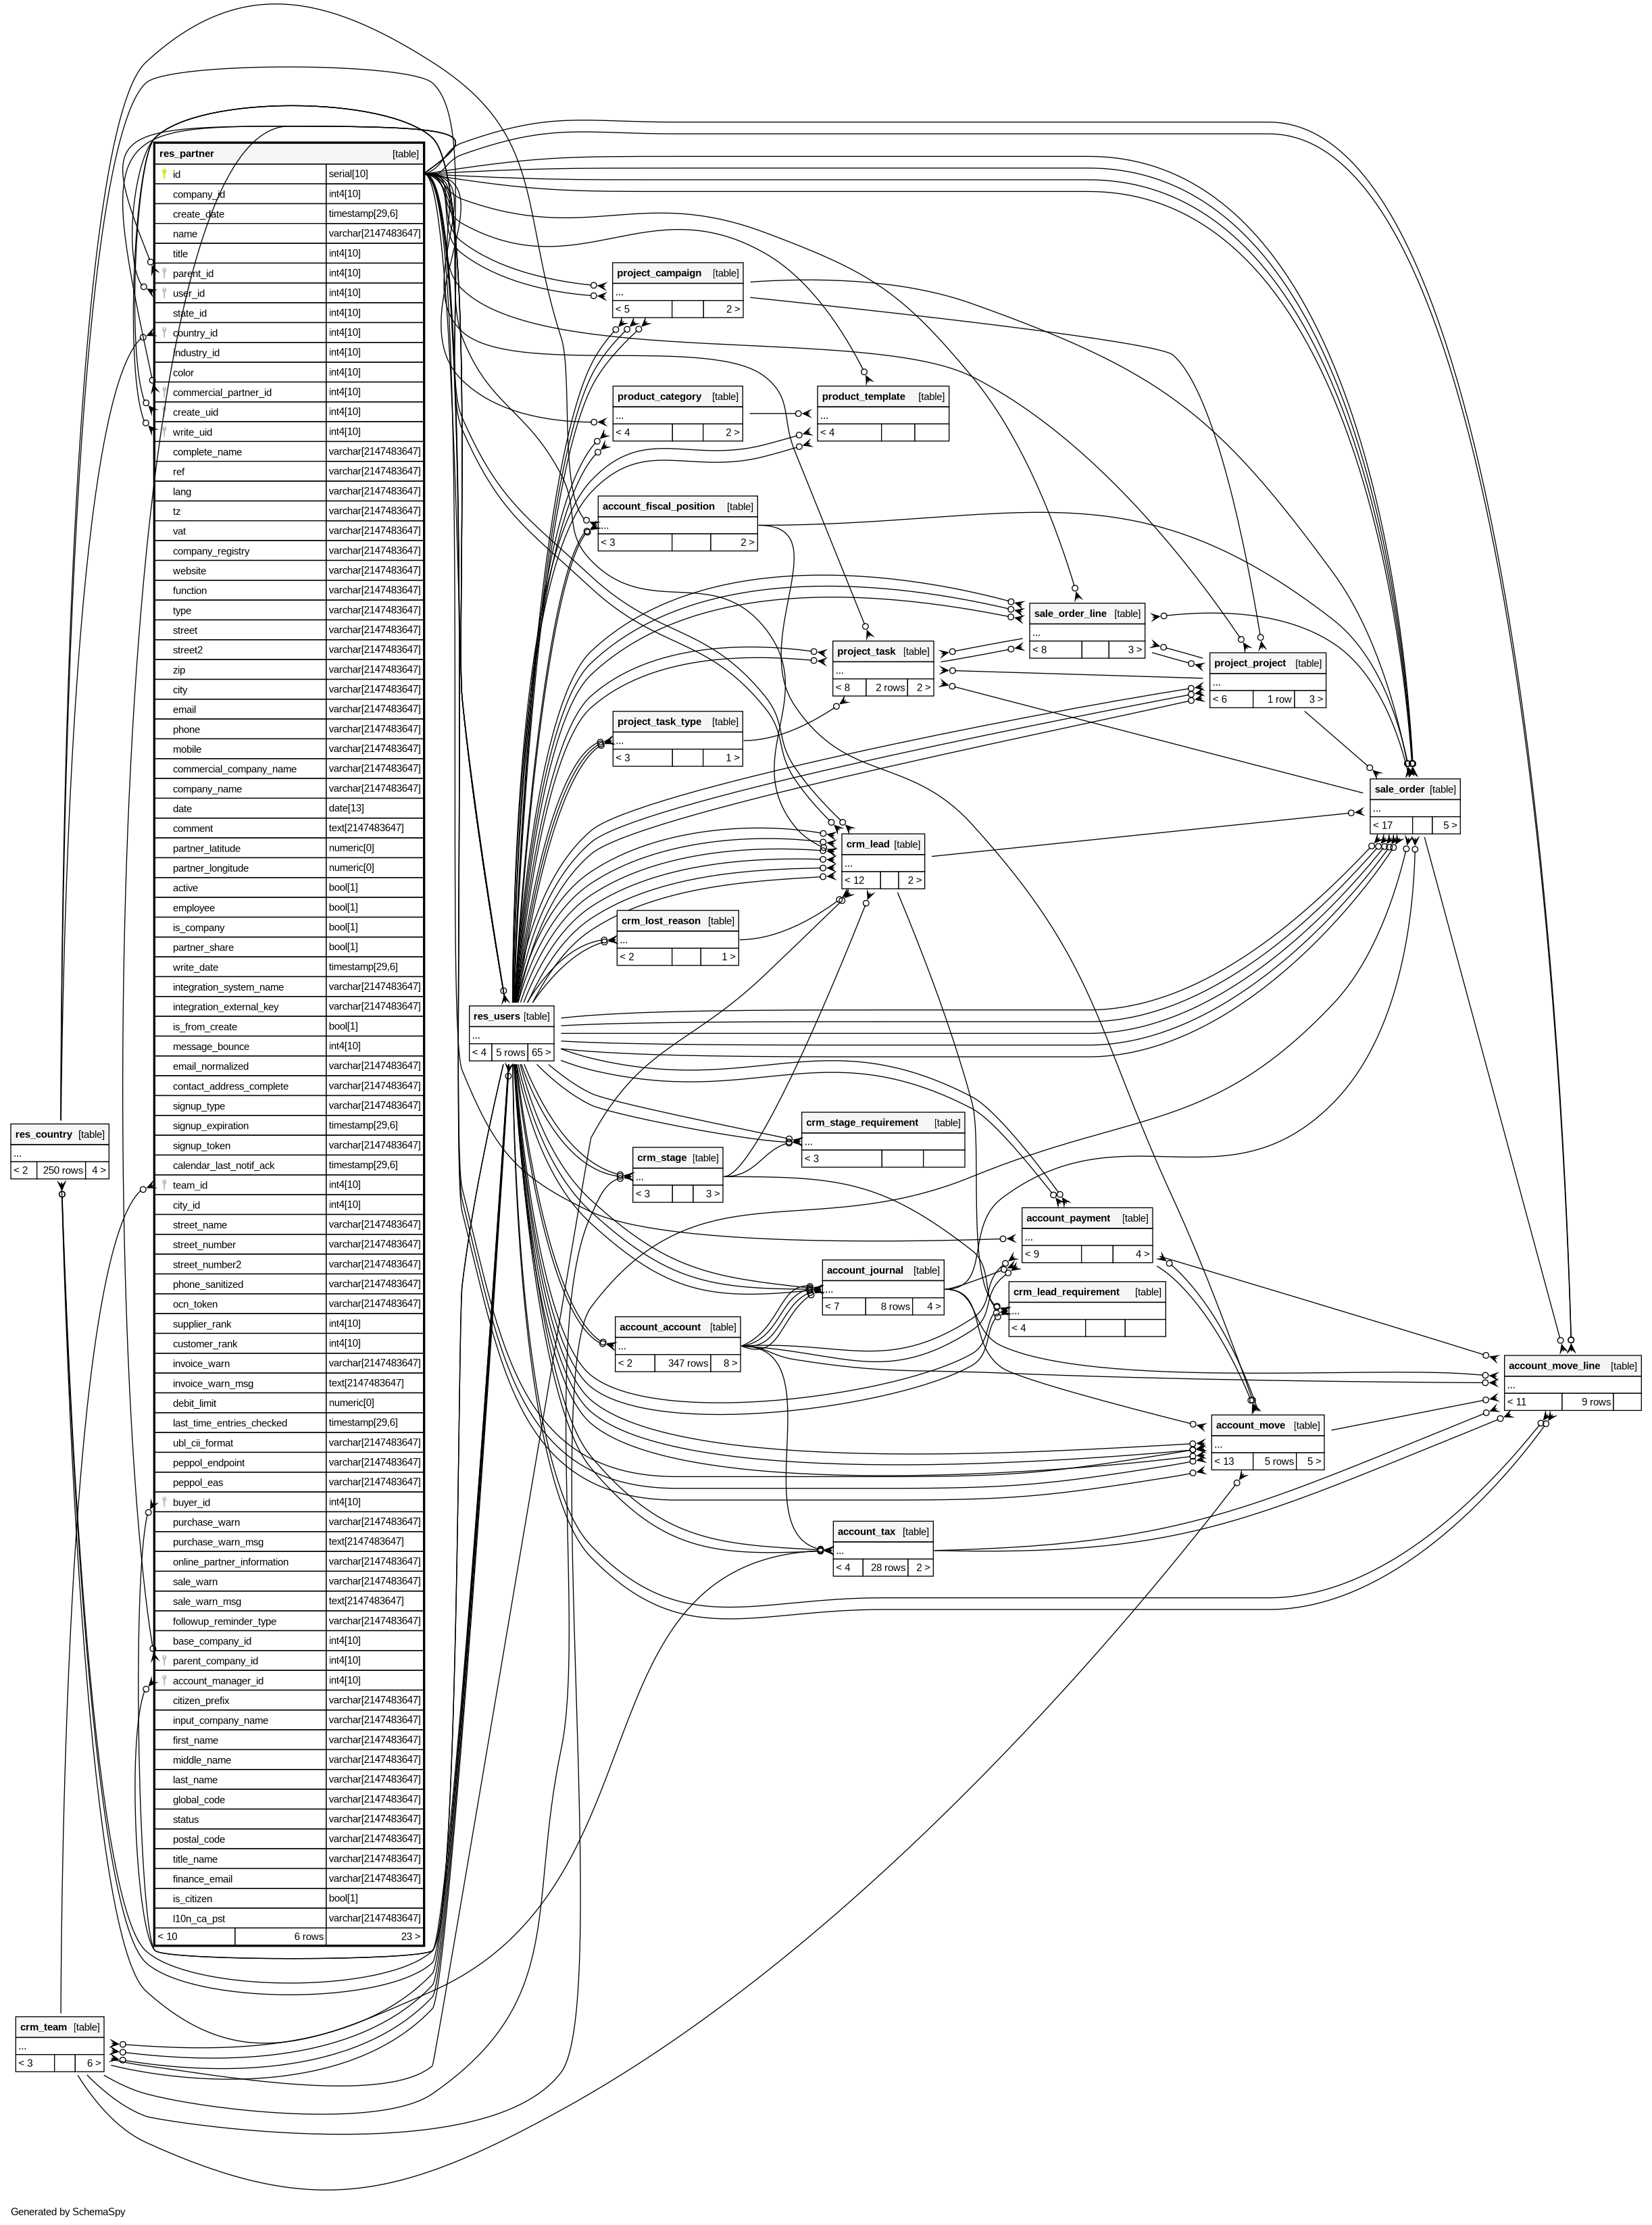 res_partner [table]
id serial[10]
company_id int4[10]
create_date timestamp[29,6]
name varchar[2147483647]
title int4[10]
parent_id int4[10]
user_id int4[10]
state_id int4[10]
country_id int4[10]
industry_id int4[10]
color int4[10]
commercial_partner_id int4[10]
create_uid int4[10]
write_uid int4[10]
complete_name varchar[2147483647]
ref varchar[2147483647]
lang varchar[2147483647]
tz varchar[2147483647]
vat varchar[2147483647]
company_registry varchar[2147483647]
website varchar[2147483647]
function varchar[2147483647]
type varchar[2147483647]
street varchar[2147483647]
street2 varchar[2147483647]
zip varchar[2147483647]
city varchar[2147483647]
email varchar[2147483647]
phone varchar[2147483647]
mobile varchar[2147483647]
commercial_company_name varchar[2147483647]
company_name varchar[2147483647]
date date[13]
comment text[2147483647]
partner_latitude numeric[0]
partner_longitude numeric[0]
active bool[1]
employee bool[1]
is_company bool[1]
partner_share bool[1]
write_date timestamp[29,6]
integration_system_name varchar[2147483647]
integration_external_key varchar[2147483647]
is_from_create bool[1]
message_bounce int4[10]
email_normalized varchar[2147483647]
contact_address_complete varchar[2147483647]
signup_type varchar[2147483647]
signup_expiration timestamp[29,6]
signup_token varchar[2147483647]
calendar_last_notif_ack timestamp[29,6]
team_id int4[10]
city_id int4[10]
street_name varchar[2147483647]
street_number varchar[2147483647]
street_number2 varchar[2147483647]
phone_sanitized varchar[2147483647]
ocn_token varchar[2147483647]
supplier_rank int4[10]
customer_rank int4[10]
invoice_warn varchar[2147483647]
invoice_warn_msg text[2147483647]
debit_limit numeric[0]
last_time_entries_checked timestamp[29,6]
ubl_cii_format varchar[2147483647]
peppol_endpoint varchar[2147483647]
peppol_eas varchar[2147483647]
buyer_id int4[10]
purchase_warn varchar[2147483647]
purchase_warn_msg text[2147483647]
online_partner_information varchar[2147483647]
sale_warn varchar[2147483647]
sale_warn_msg text[2147483647]
followup_reminder_type varchar[2147483647]
base_company_id int4[10]
parent_company_id int4[10]
account_manager_id int4[10]
citizen_prefix varchar[2147483647]
input_company_name varchar[2147483647]
first_name varchar[2147483647]
middle_name varchar[2147483647]
last_name varchar[2147483647]
global_code varchar[2147483647]
status varchar[2147483647]
postal_code varchar[2147483647]
title_name varchar[2147483647]
finance_email varchar[2147483647]
is_citizen bool[1]
l10n_ca_pst varchar[2147483647]
< 10 6 rows 23 >
project_campaign [table]
...
< 5 2 >
product_category [table]
...
< 4 2 >
product_template [table]
...
< 4
account_fiscal_position [table]
...
< 3 2 >
sale_order_line [table]
...
< 8 3 >
project_task [table]
...
< 8 2 rows 2 >
project_project [table]
...
< 6 1 row 3 >
project_task_type [table]
...
< 3 1 >
sale_order [table]
...
< 17 5 >
crm_lead [table]
...
< 12 2 >
crm_lost_reason [table]
...
< 2 1 >
res_users [table]
...
< 4 5 rows 65 >
res_country [table]
...
< 2 250 rows 4 >
crm_stage_requirement [table]
...
< 3
crm_stage [table]
...
< 3 3 >
account_payment [table]
...
< 9 4 >
account_journal [table]
...
< 7 8 rows 4 >
crm_lead_requirement [table]
...
< 4
account_account [table]
...
< 2 347 rows 8 >
account_move_line [table]
...
< 11 9 rows
account_move [table]
...
< 13 5 rows 5 >
account_tax [table]
...
< 4 28 rows 2 >
crm_team [table]
...
< 3 6 >
Generated by SchemaSpy